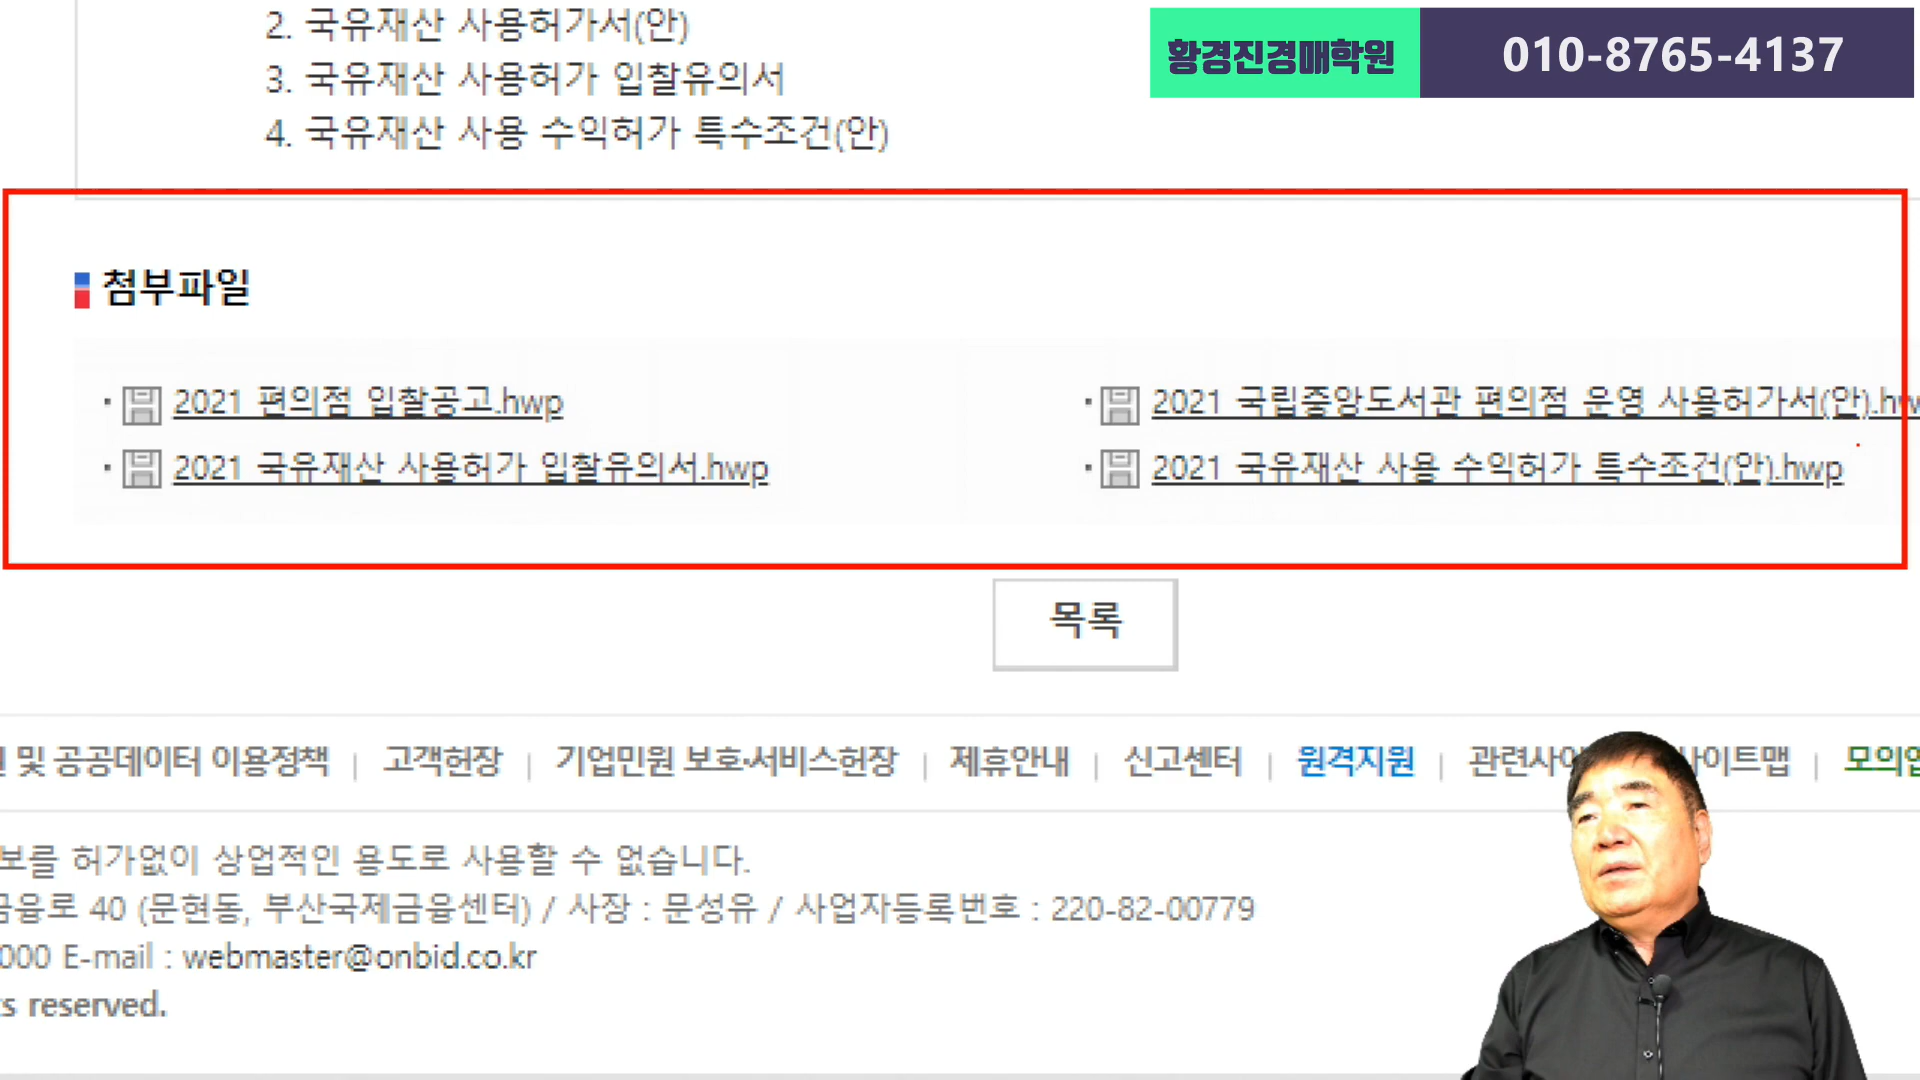 2. 국유재산 사용허가서(안)
황경진경매학원 010-8765-4137
3. 국유재산 사용허가 입찰유의서
4. 국유재산 사용 수익허가 특수조건(안)
첨부파일
2021 편의점 입찰공고.hwp
2021 국립중앙도서관 편의점 운영 사용허가서(안).hw
2021 국유재산 사용허가 입찰유의서.hwp
2021 국유재산 사용 수익허가 특수조건(안).hwp
목록
및 공공데이터 이용정책 | 고객헌장 | 기업민원 보호·서비스헌장 | 제휴안내 | 신고센터 | 원격지원 | 관련사이 사이트맵 | 모의
보를 허가없이 상업적인 용도로 사용할 수 없습니다.
금융로 40 (문현동, 부산국제금융센터) / 사장 : 문성유 / 사업자등록번호 : 220-82-00779
000 E-mail : webmaster@onbid.co.kr
s reserved.